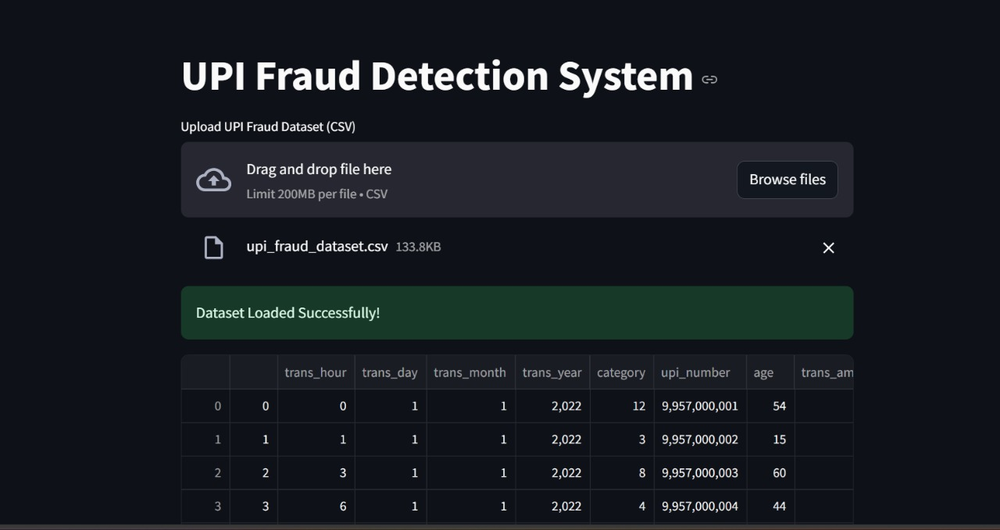 UPI Fraud Detection System
Upload UPI Fraud Dataset (CSV)
Drag and drop file here
Limit 200MB per file • CSV
Browse files
upi_fraud_dataset.csv 133.8KB
Dataset Loaded Successfully!
trans_hour trans_day trans_month trans_year category upi_number age trans_am
0 0 0 1 1 2,022 12 9,957,000,001 54
1 1 1 1 1 2,022 3 9,957,000,002 15
2 2 3 1 1 2,022 8 9,957,000,003 60
3 3 6 1 1 2,022 4 9,957,000,004 44